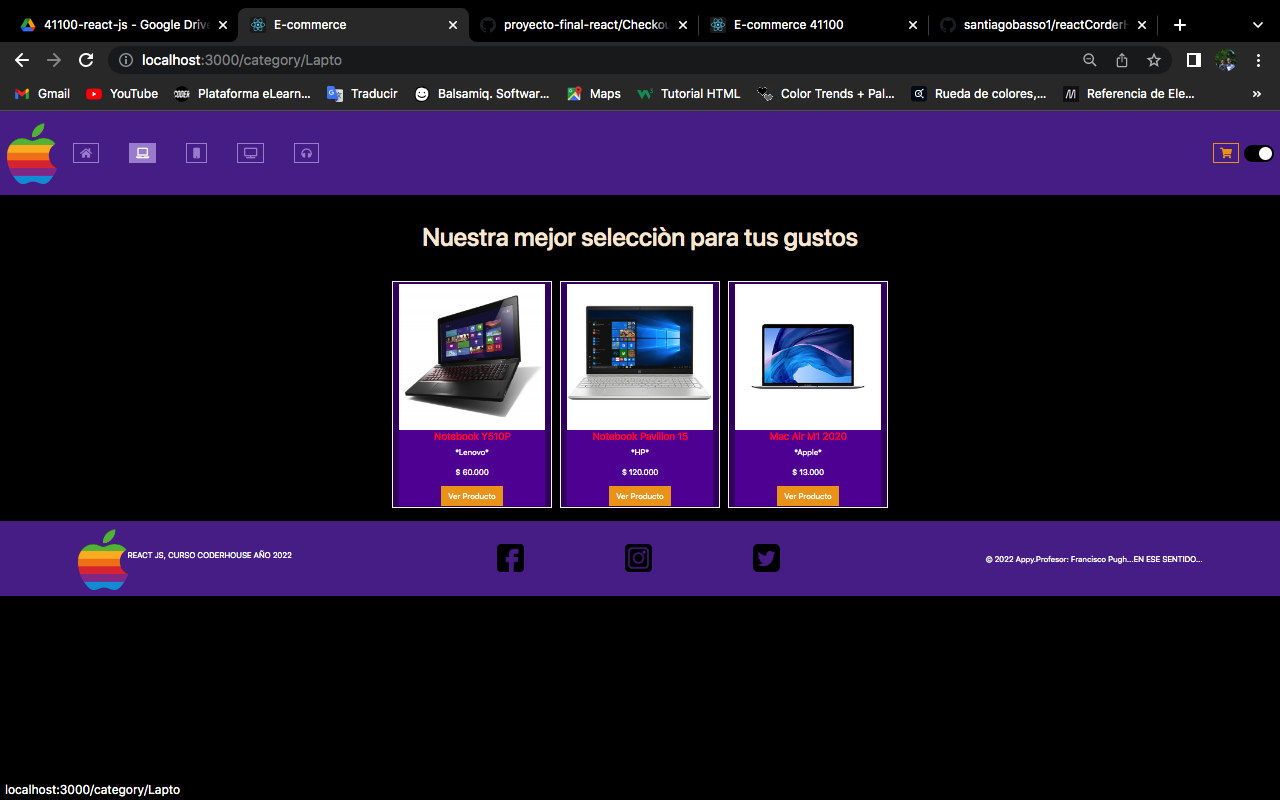 41100-react-js - Google Drive
E-commerce
proyecto-final-react/Checkou
E-commerce 41100
santiagobasso1/reactCorderH
localhost:3000/category/Lapto
Gmail
YouTube
CODER
Plataforma eLearn...
Traducir
Balsamiq. Softwar...
Maps
Tutorial HTML
Color Trends + Pal...
Rueda de colores,...
Referencia de Ele...
»
Nuestra mejor selecciòn para tus gustos
Notebook Y510P
*Lenovo*
$ 60.000
Ver Producto
Notebook Pavilion 15
*HP*
$ 120.000
Ver Producto
Mac Air M1 2020
*Apple*
$ 13.000
Ver Producto
REACT JS, CURSO CODERHOUSE AÑO 2022
© 2022 Appy.Profesor: Francisco Pugh...EN ESE SENTIDO...
localhost:3000/category/Lapto